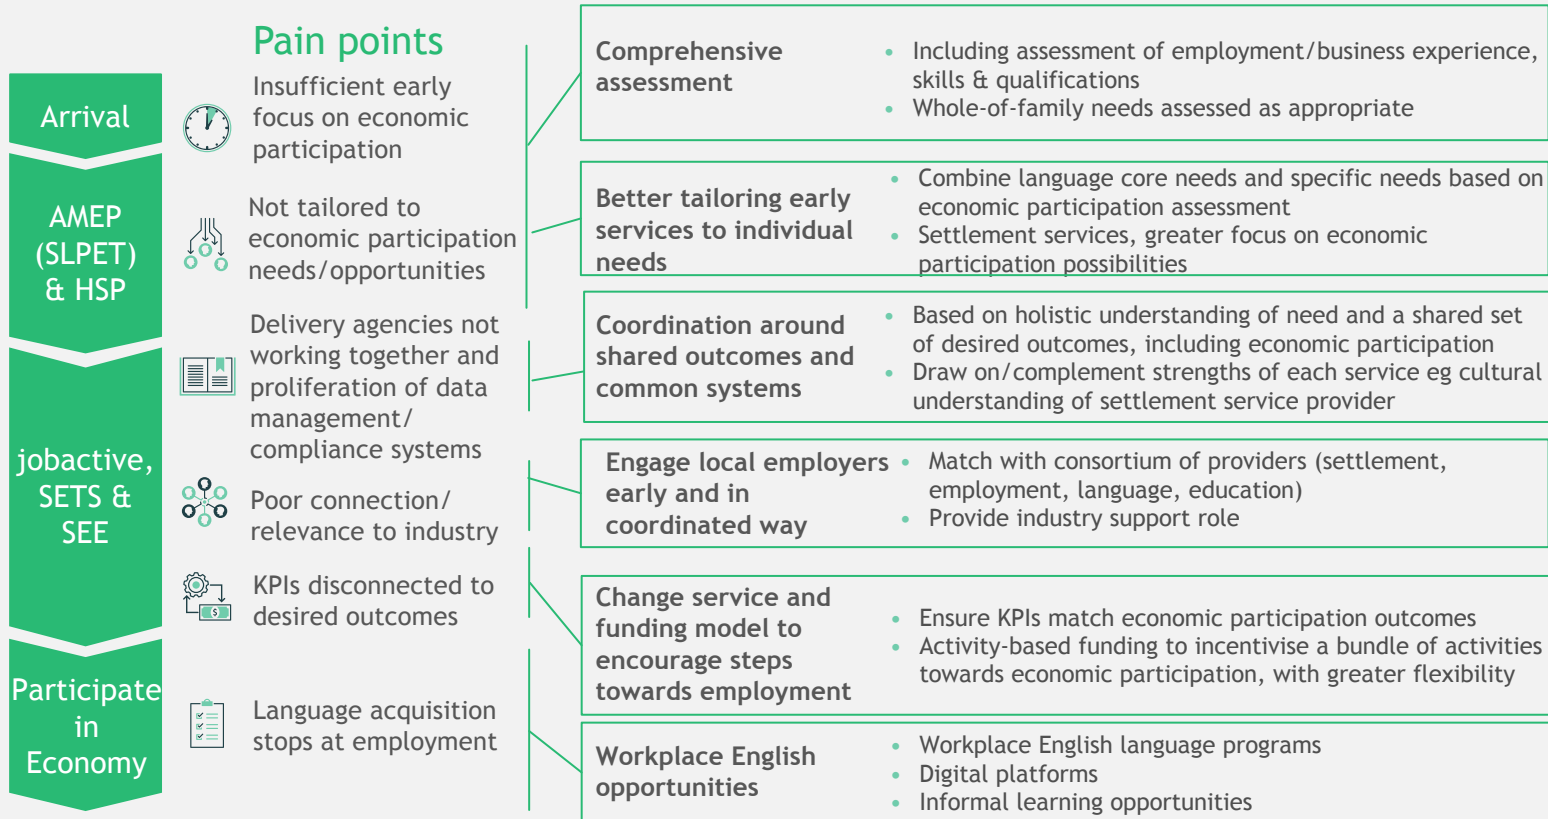 Pain points
Arrival
AMEP
(SLPET)
& HSP
jobactive,
SETS &
SEE
Participate
in
Economy
Insufficient early
focus on economic
participation
Not tailored to
economic participation
needs/opportunities
Delivery agencies not
working together and
proliferation of data
management/
compliance systems
Poor connection/
relevance to industry
KPIs disconnected to
desired outcomes
Language acquisition
stops at employment
Comprehensive
assessment
• Including assessment of employment/business experience,
skills & qualifications
• Whole-of-family needs assessed as appropriate
Better tailoring early
services to individual
needs
• Combine language core needs and specific needs based on
economic participation assessment
• Settlement services, greater focus on economic
participation possibilities
Coordination around
shared outcomes and
common systems
• Based on holistic understanding of need and a shared set
of desired outcomes, including economic participation
• Draw on/complement strengths of each service eg cultural
understanding of settlement service provider
Engage local employers
early and in
coordinated way
• Match with consortium of providers (settlement,
employment, language, education)
• Provide industry support role
Change service and
funding model to
encourage steps
towards employment
• Ensure KPIs match economic participation outcomes
• Activity-based funding to incentivise a bundle of activities
towards economic participation, with greater flexibility
Workplace English
opportunities
• Workplace English language programs
• Digital platforms
• Informal learning opportunities